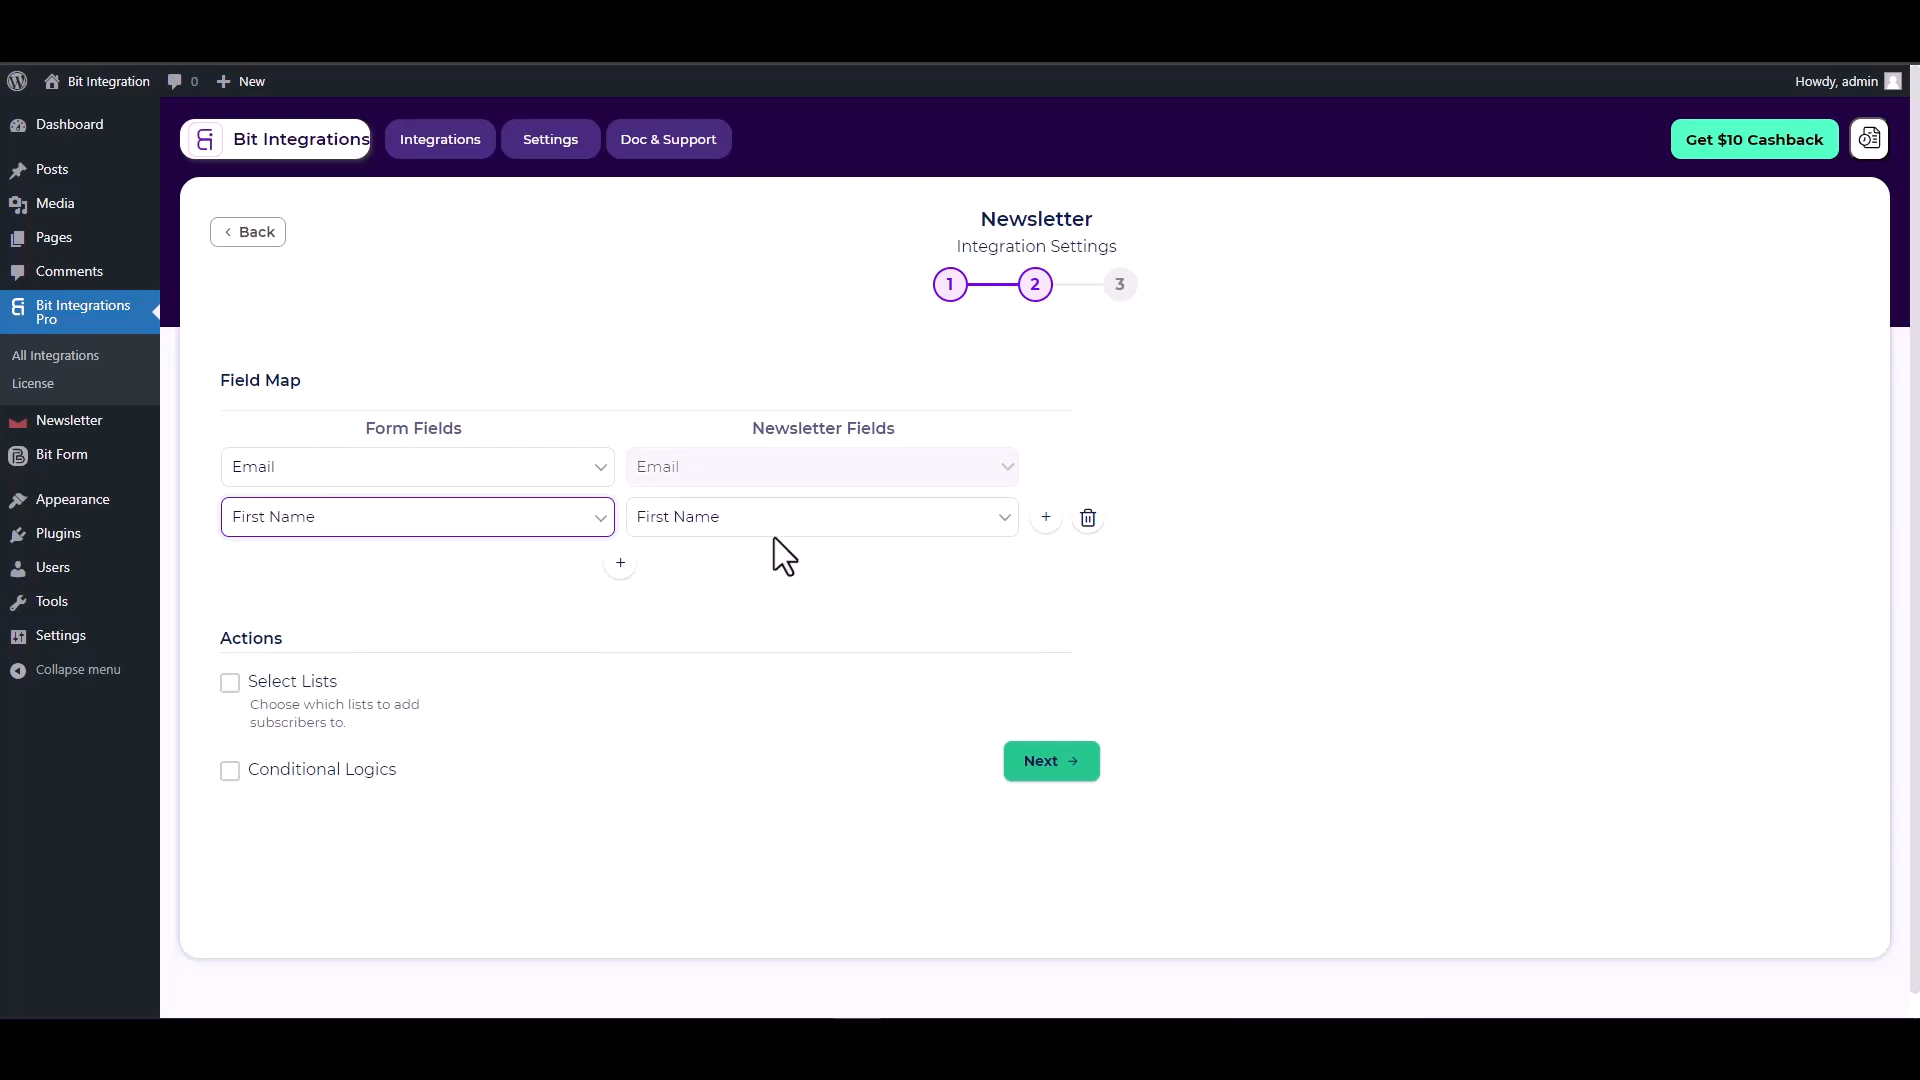 Bit Integration
0
New
Howdy, admin
Dashboard
Posts
Media
Pages
Comments
Bit Integrations
Pro
All Integrations
License
Newsletter
Bit Form
Appearance
Plugins
Users
Tools
Settings
Collapse menu
Bit Integrations
Integrations
Settings
Doc & Support
Get $10 Cashback
Back
Newsletter
Integration Settings
1
2
3
Field Map
Form Fields
Newsletter Fields
Email
Email
First Name
First Name
+
+
Actions
Select Lists
Choose which lists to add
subscribers to.
Conditional Logics
Next